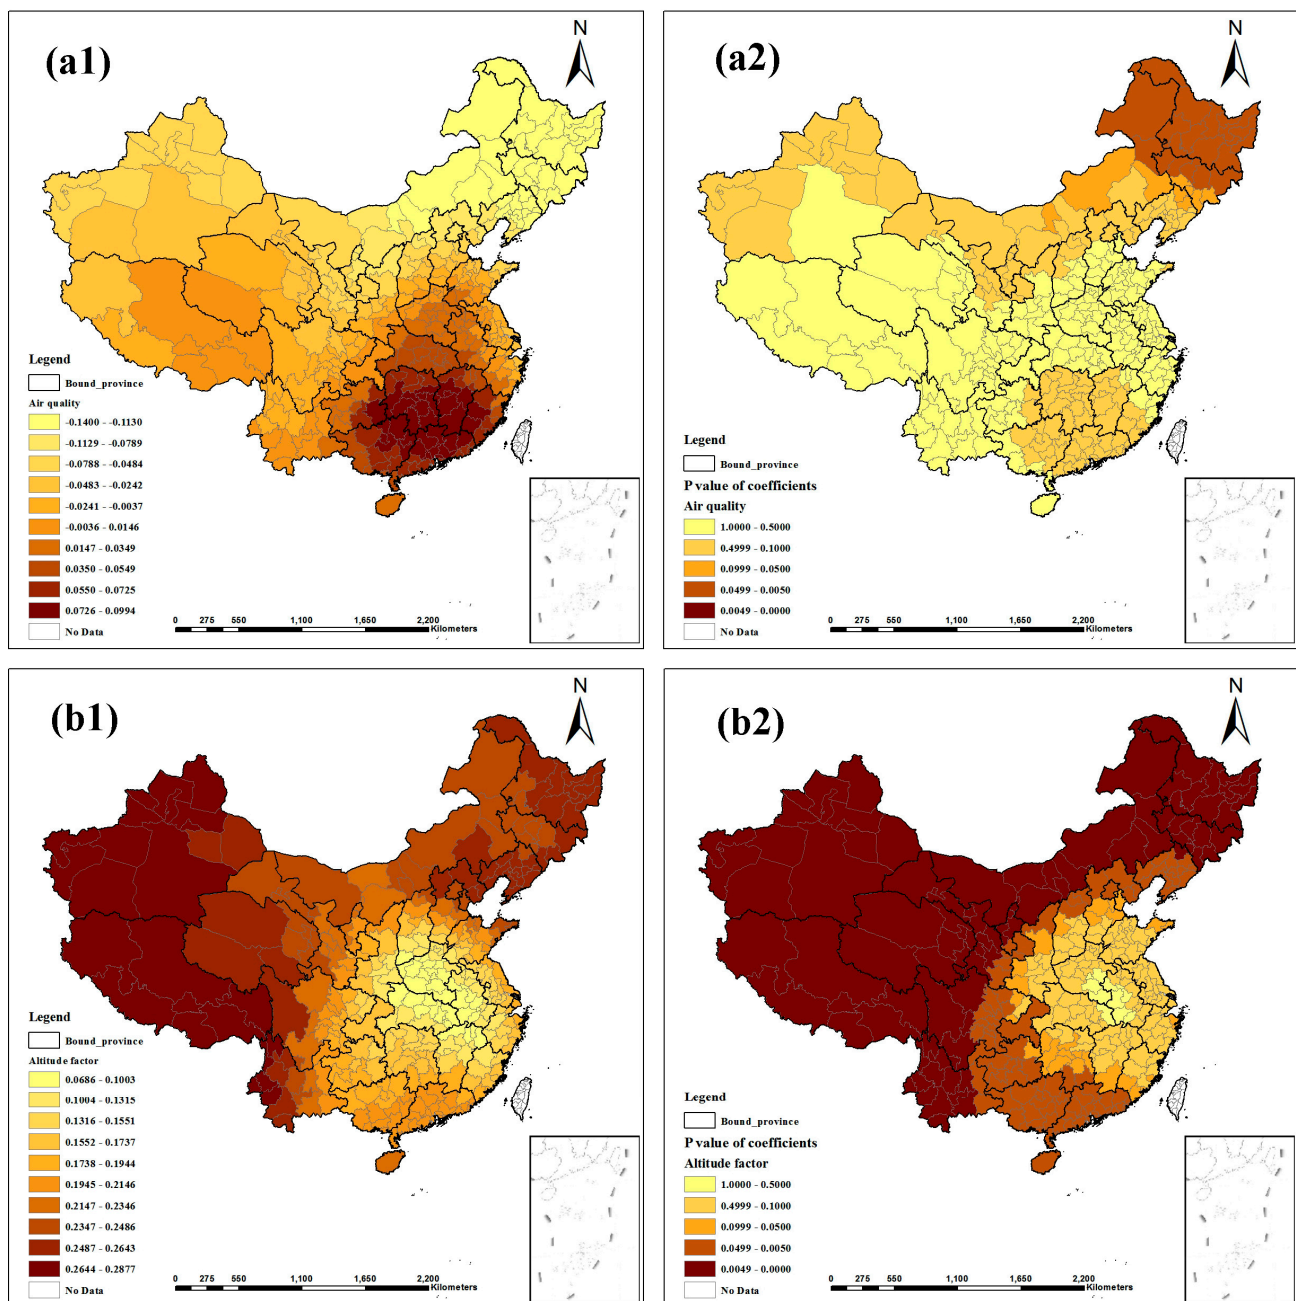 (a1)
N
Legend
Bound_province
Air quality
-0.1400 - -0.1130
-0.1129 - -0.0789
-0.0788 - -0.0484
-0.0483 - -0.0242
-0.0241 - -0.0037
-0.0036 - 0.0146
0.0147 - 0.0349
0.0350 - 0.0549
0.0550 - 0.0725
0.0726 - 0.0994
No Data
0 275 550 1,100 1,650 2,200
Kilometers
(a2)
N
Legend
Bound_province
P value of coefficients
Air quality
1.0000 - 0.5000
0.4999 - 0.1000
0.0999 - 0.0500
0.0499 - 0.0050
0.0049 - 0.0000
No Data
0 275 550 1,100 1,650 2,200
Kilometers
(b1)
N
Legend
Bound_province
Altitude factor
0.0686 - 0.1003
0.1004 - 0.1315
0.1316 - 0.1551
0.1552 - 0.1737
0.1738 - 0.1944
0.1945 - 0.2146
0.2147 - 0.2346
0.2347 - 0.2486
0.2487 - 0.2643
0.2644 - 0.2877
No Data
0 275 550 1,100 1,650 2,200
Kilometers
(b2)
N
Legend
Bound_province
P value of coefficients
Altitude factor
1.0000 - 0.5000
0.4999 - 0.1000
0.0999 - 0.0500
0.0499 - 0.0050
0.0049 - 0.0000
No Data
0 275 550 1,100 1,650 2,200
Kilometers